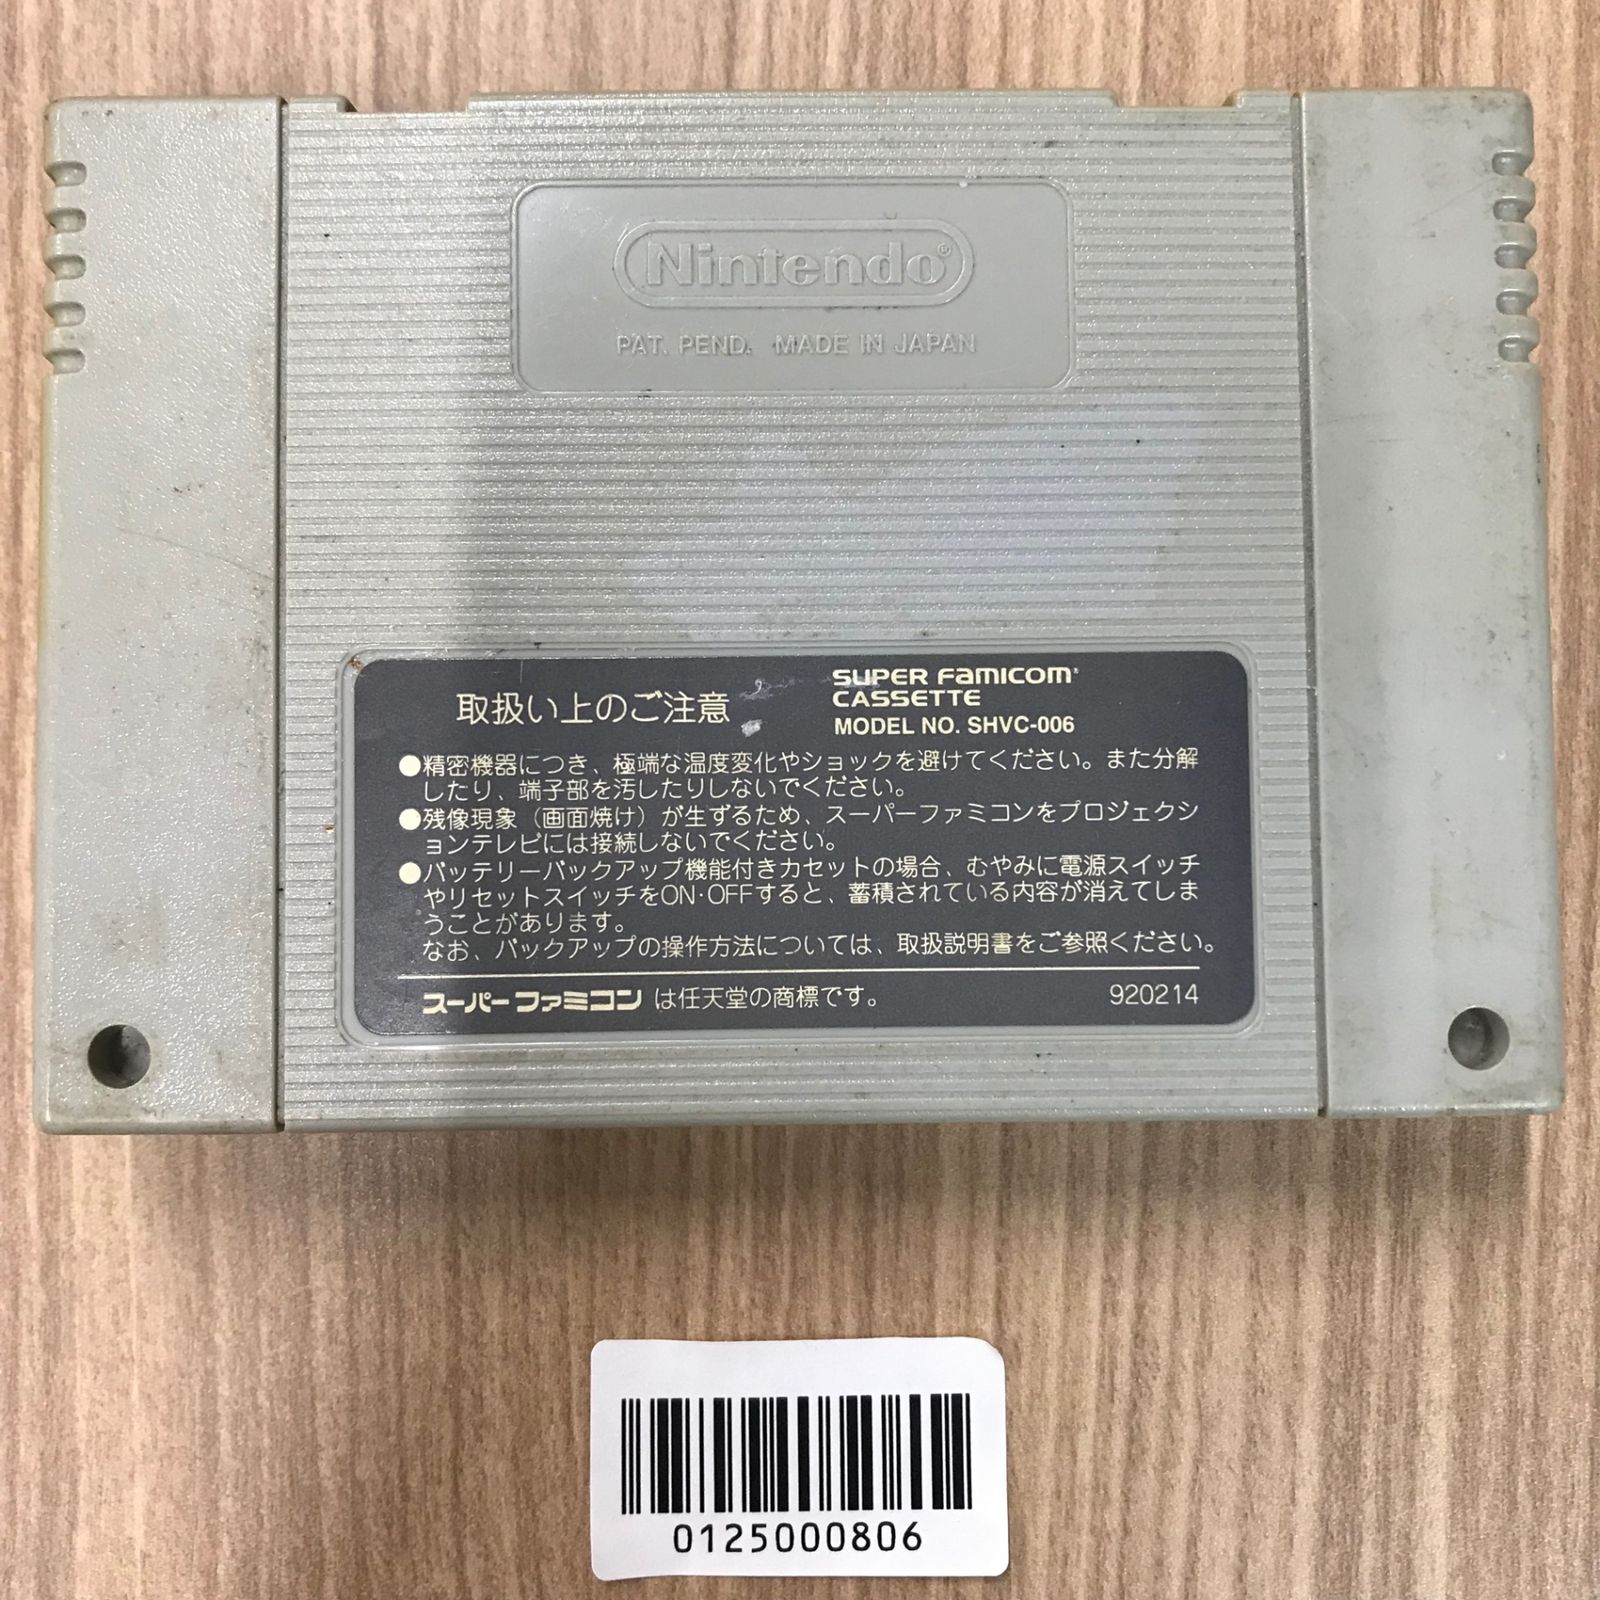 Nintendo®
PAT. PEND. MADE IN JAPAN
取扱い上のご注意
SUPER FAMICOM
CASSETTE
MODEL NO. SHVC-006
●精密機器につき、極端な温度変化やショックを避けてください。また分解
したり、端子部を汚したりしないでください。
●残像現象（画面焼け）が生ずるため、スーパーファミコンをプロジェクシ
ョンテレビには接続しないでください。
●バッテリーバックアップ機能付きカセットの場合、むやみに電源スイッチ
やリセットスイッチをON·OFFすると、蓄積されている内容が消えてしま
うことがあります。
なお、バックアップの操作方法については、取扱説明書をご参照ください。
スーパーファミコン は任天堂の商標です。
920214
0125000806